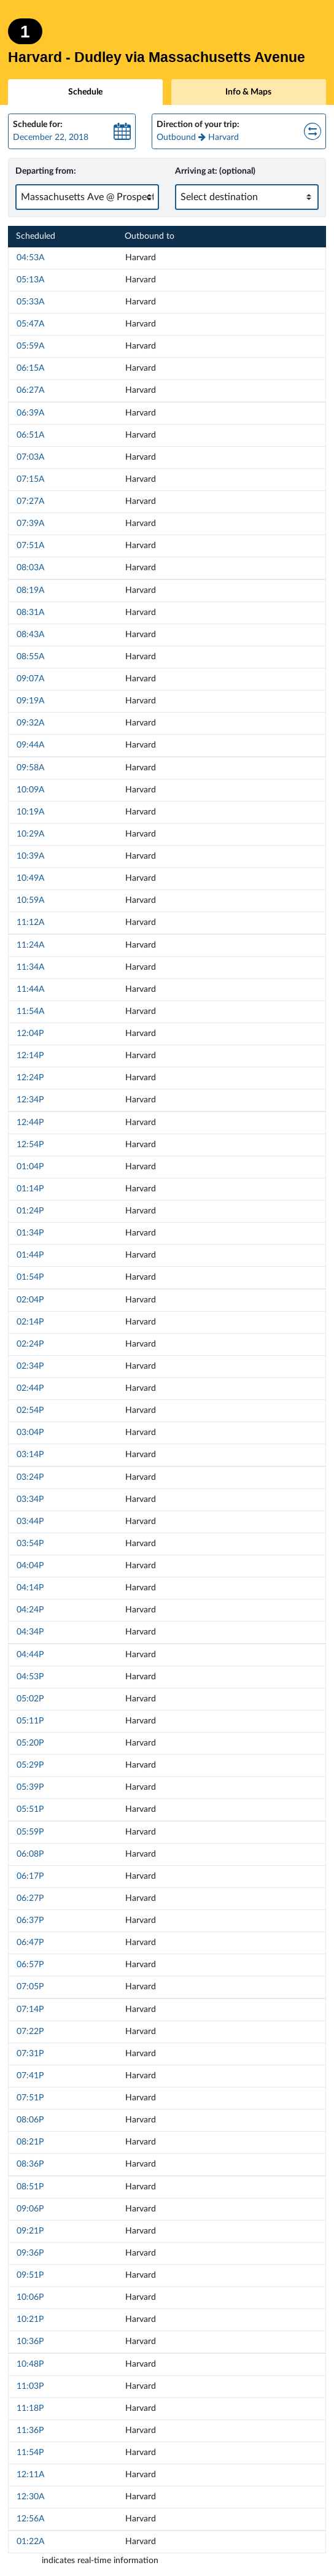 1
Harvard - Dudley via Massachusetts Avenue
Schedule Info & Maps
Schedule for: Direction of your trip:
December 22, 2018 Outbound Harvard
Departing from: Arriving at: (optional)
Massachusetts Ave @ Prospect Select destination
Scheduled Outbound to
04:53A Harvard
05:13A Harvard
05:33A Harvard
05:47A Harvard
05:59A Harvard
06:15A Harvard
06:27A Harvard
06:39A Harvard
06:51A Harvard
07:03A Harvard
07:15A Harvard
07:27A Harvard
07:39A Harvard
07:51A Harvard
08:03A Harvard
08:19A Harvard
08:31A Harvard
08:43A Harvard
08:55A Harvard
09:07A Harvard
09:19A Harvard
09:32A Harvard
09:44A Harvard
09:58A Harvard
10:09A Harvard
10:19A Harvard
10:29A Harvard
10:39A Harvard
10:49A Harvard
10:59A Harvard
11:12A Harvard
11:24A Harvard
11:34A Harvard
11:44A Harvard
11:54A Harvard
12:04P Harvard
12:14P Harvard
12:24P Harvard
12:34P Harvard
12:44P Harvard
12:54P Harvard
01:04P Harvard
01:14P Harvard
01:24P Harvard
01:34P Harvard
01:44P Harvard
01:54P Harvard
02:04P Harvard
02:14P Harvard
02:24P Harvard
02:34P Harvard
02:44P Harvard
02:54P Harvard
03:04P Harvard
03:14P Harvard
03:24P Harvard
03:34P Harvard
03:44P Harvard
03:54P Harvard
04:04P Harvard
04:14P Harvard
04:24P Harvard
04:34P Harvard
04:44P Harvard
04:53P Harvard
05:02P Harvard
05:11P Harvard
05:20P Harvard
05:29P Harvard
05:39P Harvard
05:51P Harvard
05:59P Harvard
06:08P Harvard
06:17P Harvard
06:27P Harvard
06:37P Harvard
06:47P Harvard
06:57P Harvard
07:05P Harvard
07:14P Harvard
07:22P Harvard
07:31P Harvard
07:41P Harvard
07:51P Harvard
08:06P Harvard
08:21P Harvard
08:36P Harvard
08:51P Harvard
09:06P Harvard
09:21P Harvard
09:36P Harvard
09:51P Harvard
10:06P Harvard
10:21P Harvard
10:36P Harvard
10:48P Harvard
11:03P Harvard
11:18P Harvard
11:36P Harvard
11:54P Harvard
12:11A Harvard
12:30A Harvard
12:56A Harvard
01:22A Harvard
indicates real-time information